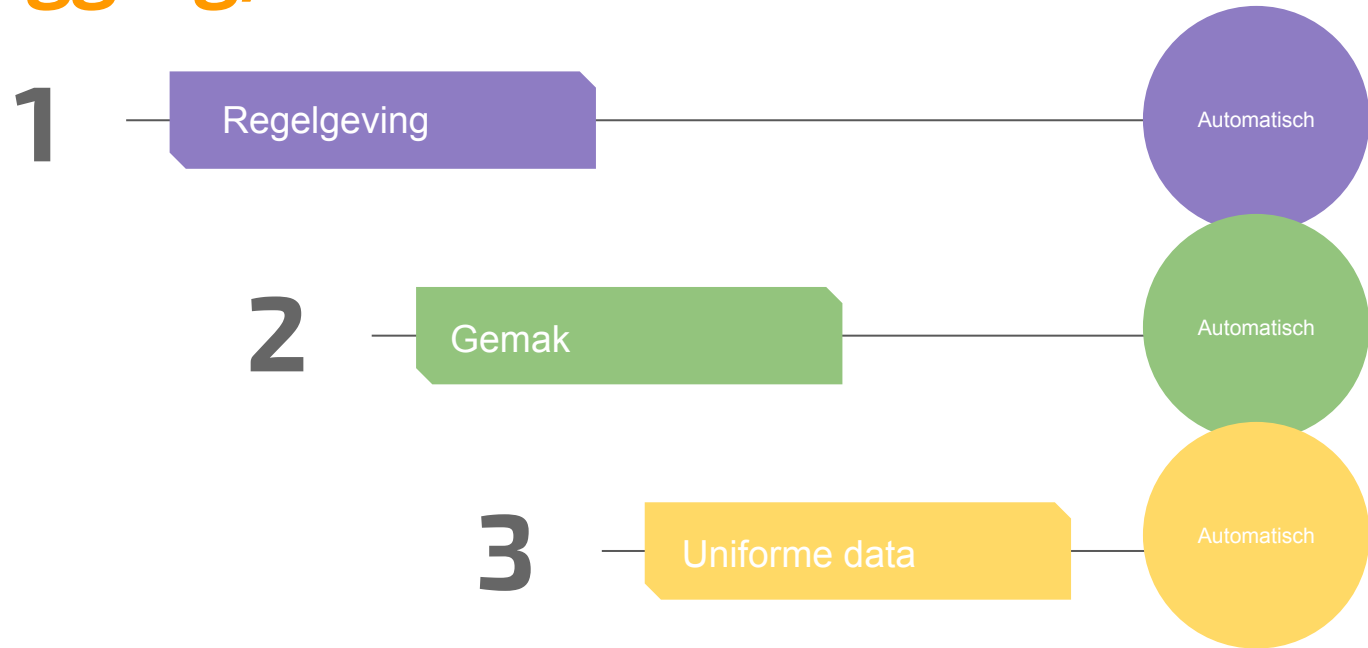 1
Regelgeving
Automatisch
2
Gemak
Automatisch
3
Uniforme data
Automatisch